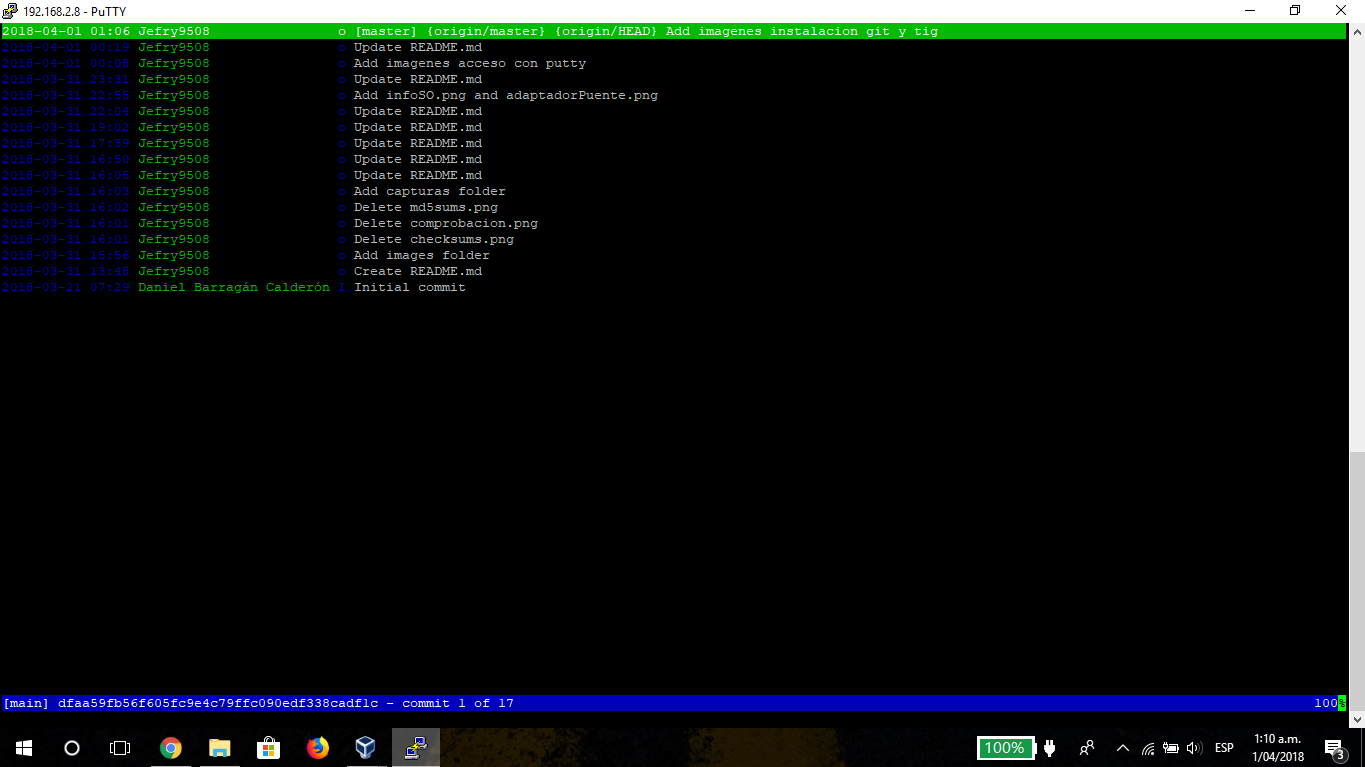 192.168.2.8 - PuTTY
2018-04-01 01:06 Jefry9508 o [master] {origin/master} {origin/HEAD} Add imagenes instalacion git y tig
2018-04-01 00:19 Jefry9508 o Update README.md
2018-04-01 00:08 Jefry9508 o Add imagenes acceso con putty
2018-03-31 23:31 Jefry9508 o Update README.md
2018-03-31 22:55 Jefry9508 o Add infoSO.png and adaptadorPuente.png
2018-03-31 22:04 Jefry9508 o Update README.md
2018-03-31 19:02 Jefry9508 o Update README.md
2018-03-31 17:39 Jefry9508 o Update README.md
2018-03-31 16:50 Jefry9508 o Update README.md
2018-03-31 16:05 Jefry9508 o Update README.md
2018-03-31 16:03 Jefry9508 o Add capturas folder
2018-03-31 16:02 Jefry9508 o Delete md5sums.png
2018-03-31 16:01 Jefry9508 o Delete comprobacion.png
2018-03-31 16:01 Jefry9508 o Delete checksums.png
2018-03-31 15:56 Jefry9508 o Add images folder
2018-03-31 13:48 Jefry9508 o Create README.md
2018-03-21 07:29 Daniel Barragán Calderón I Initial commit
[main] dfaa59fb56f605fc9e4c79ffc090edf338cadf1c - commit 1 of 17 100%
100% ESP 1:10 a.m.
1/04/2018 3